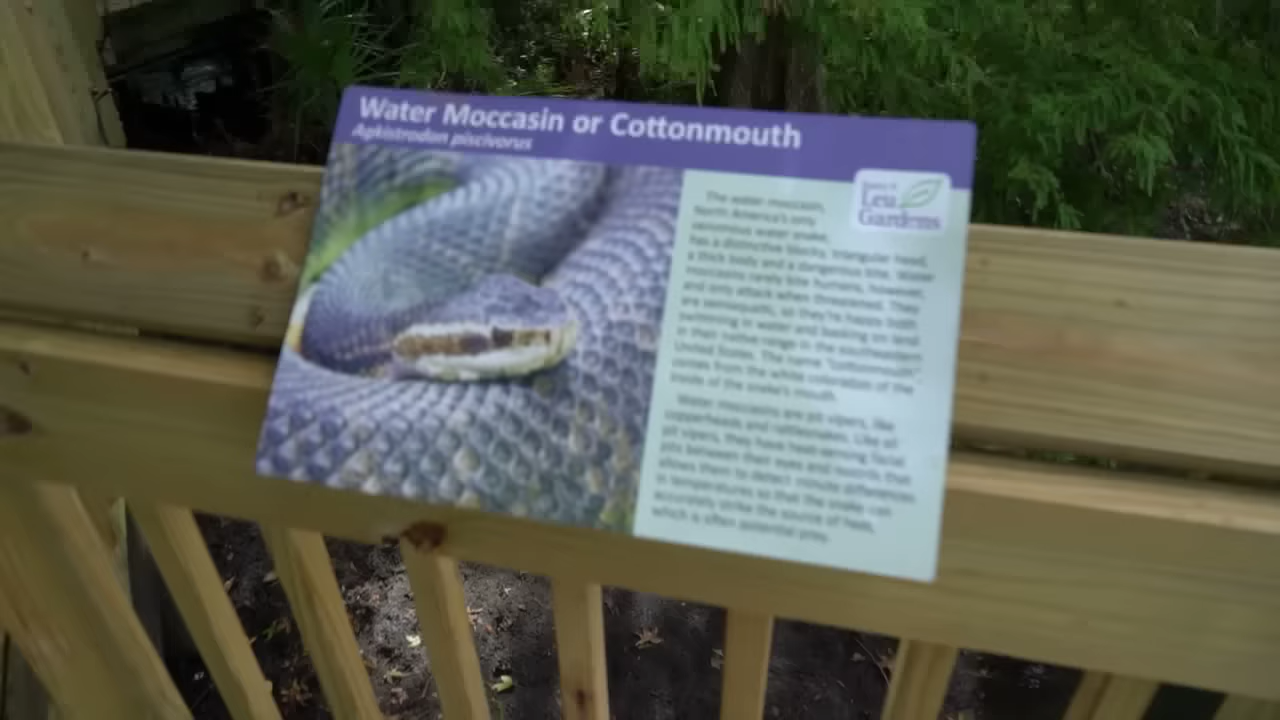 Water Moccasin or Cottonmouth
Agkistrodon piscivorus
Leu
Gardens
The water moccasin,
North America's only
venomous water snake,
has a distinctive blocky, triangular head,
a thick body and a dangerous bite. Water
moccasins rarely bite humans, however,
and only attack when threatened. They
are semiaquatic, so they're happy both
swimming in water and basking on land
in their native range in the southeastern
United States. The name "cottonmouth"
comes from the white coloration of the
inside of the snake's mouth.
Water moccasins are pit vipers, like
copperheads and rattlesnakes. Like all
pit vipers, they have heat-sensing facial
pits between their eyes and nostrils that
allows them to detect minute differences
in temperatures so that the snake can
accurately strike the source of heat,
which is often potential prey.